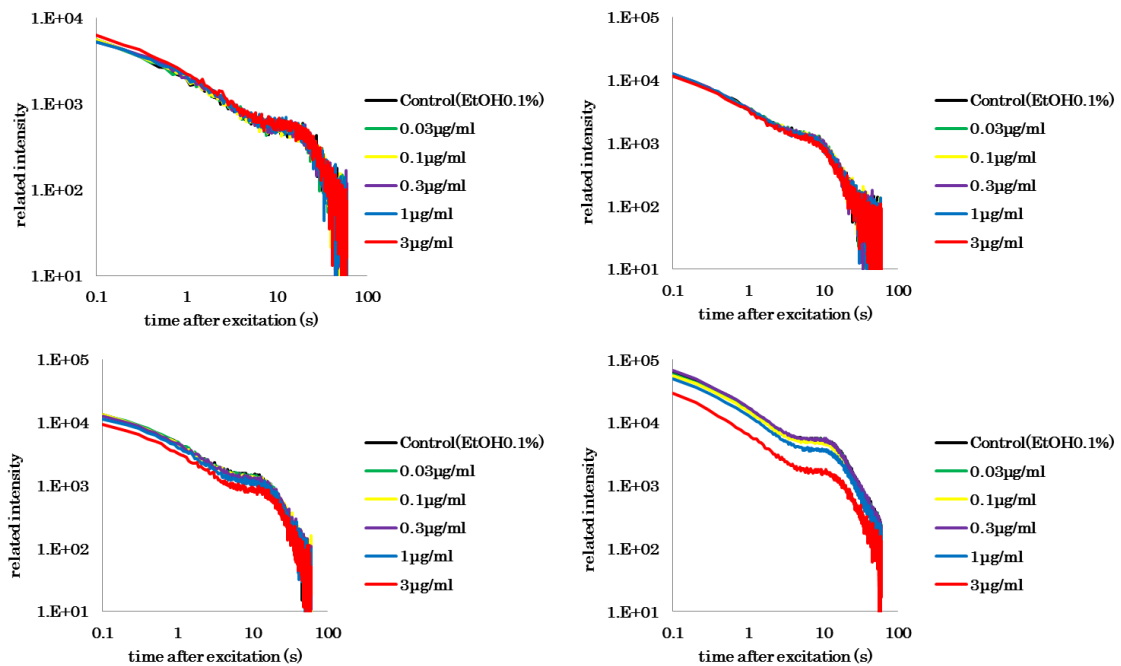 1.E+04
1.E+03
1.E+02
1.E+01
0.1
1
10
100
related intensity
time after excitation (s)
Control(EtOH0.1%)
0.03µg/ml
0.1µg/ml
0.3µg/ml
1µg/ml
3µg/ml
1.E+05
1.E+04
1.E+03
1.E+02
1.E+01
0.1
1
10
100
related intensity
time after excitation (s)
Control(EtOH0.1%)
0.03µg/ml
0.1µg/ml
0.3µg/ml
1µg/ml
3µg/ml
1.E+05
1.E+04
1.E+03
1.E+02
1.E+01
0.1
1
10
100
related intensity
time after excitation (s)
Control(EtOH0.1%)
0.03µg/ml
0.1µg/ml
0.3µg/ml
1µg/ml
3µg/ml
1.E+05
1.E+04
1.E+03
1.E+02
1.E+01
0.1
1
10
100
related intensity
time after excitation (s)
Control(EtOH0.1%)
0.03µg/ml
0.1µg/ml
0.3µg/ml
1µg/ml
3µg/ml